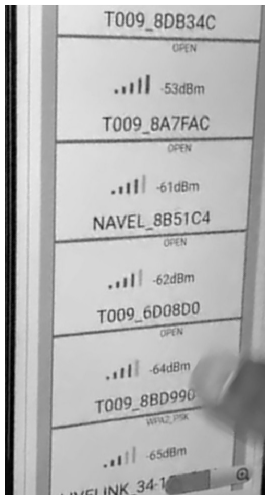 T009_8DB34C
OPEN
-53dBm
T009_8A7FAC
OPEN
-61dBm
NAVEL_8B51C4
OPEN
-62dBm
T009_6D08D0
OPEN
-64dBm
T009_8BD990
WPA2_PSK
-65dBm